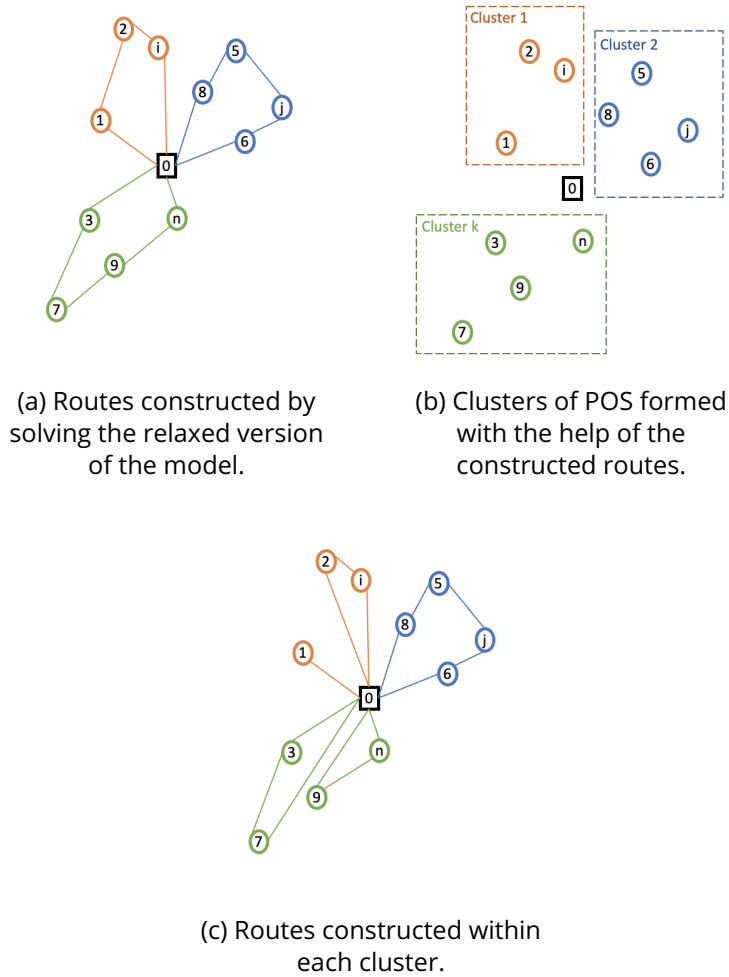 2
i
5
8
j
1
6
0
3
n
9
7
(a) Routes constructed by
solving the relaxed version
of the model.
Cluster 1
2
i
1
Cluster 2
5
8
j
6
0
Cluster k
3
n
9
7
(b) Clusters of POS formed
with the help of the
constructed routes.
2
i
5
8
1
j
6
0
3
n
9
7
(c) Routes constructed within
each cluster.